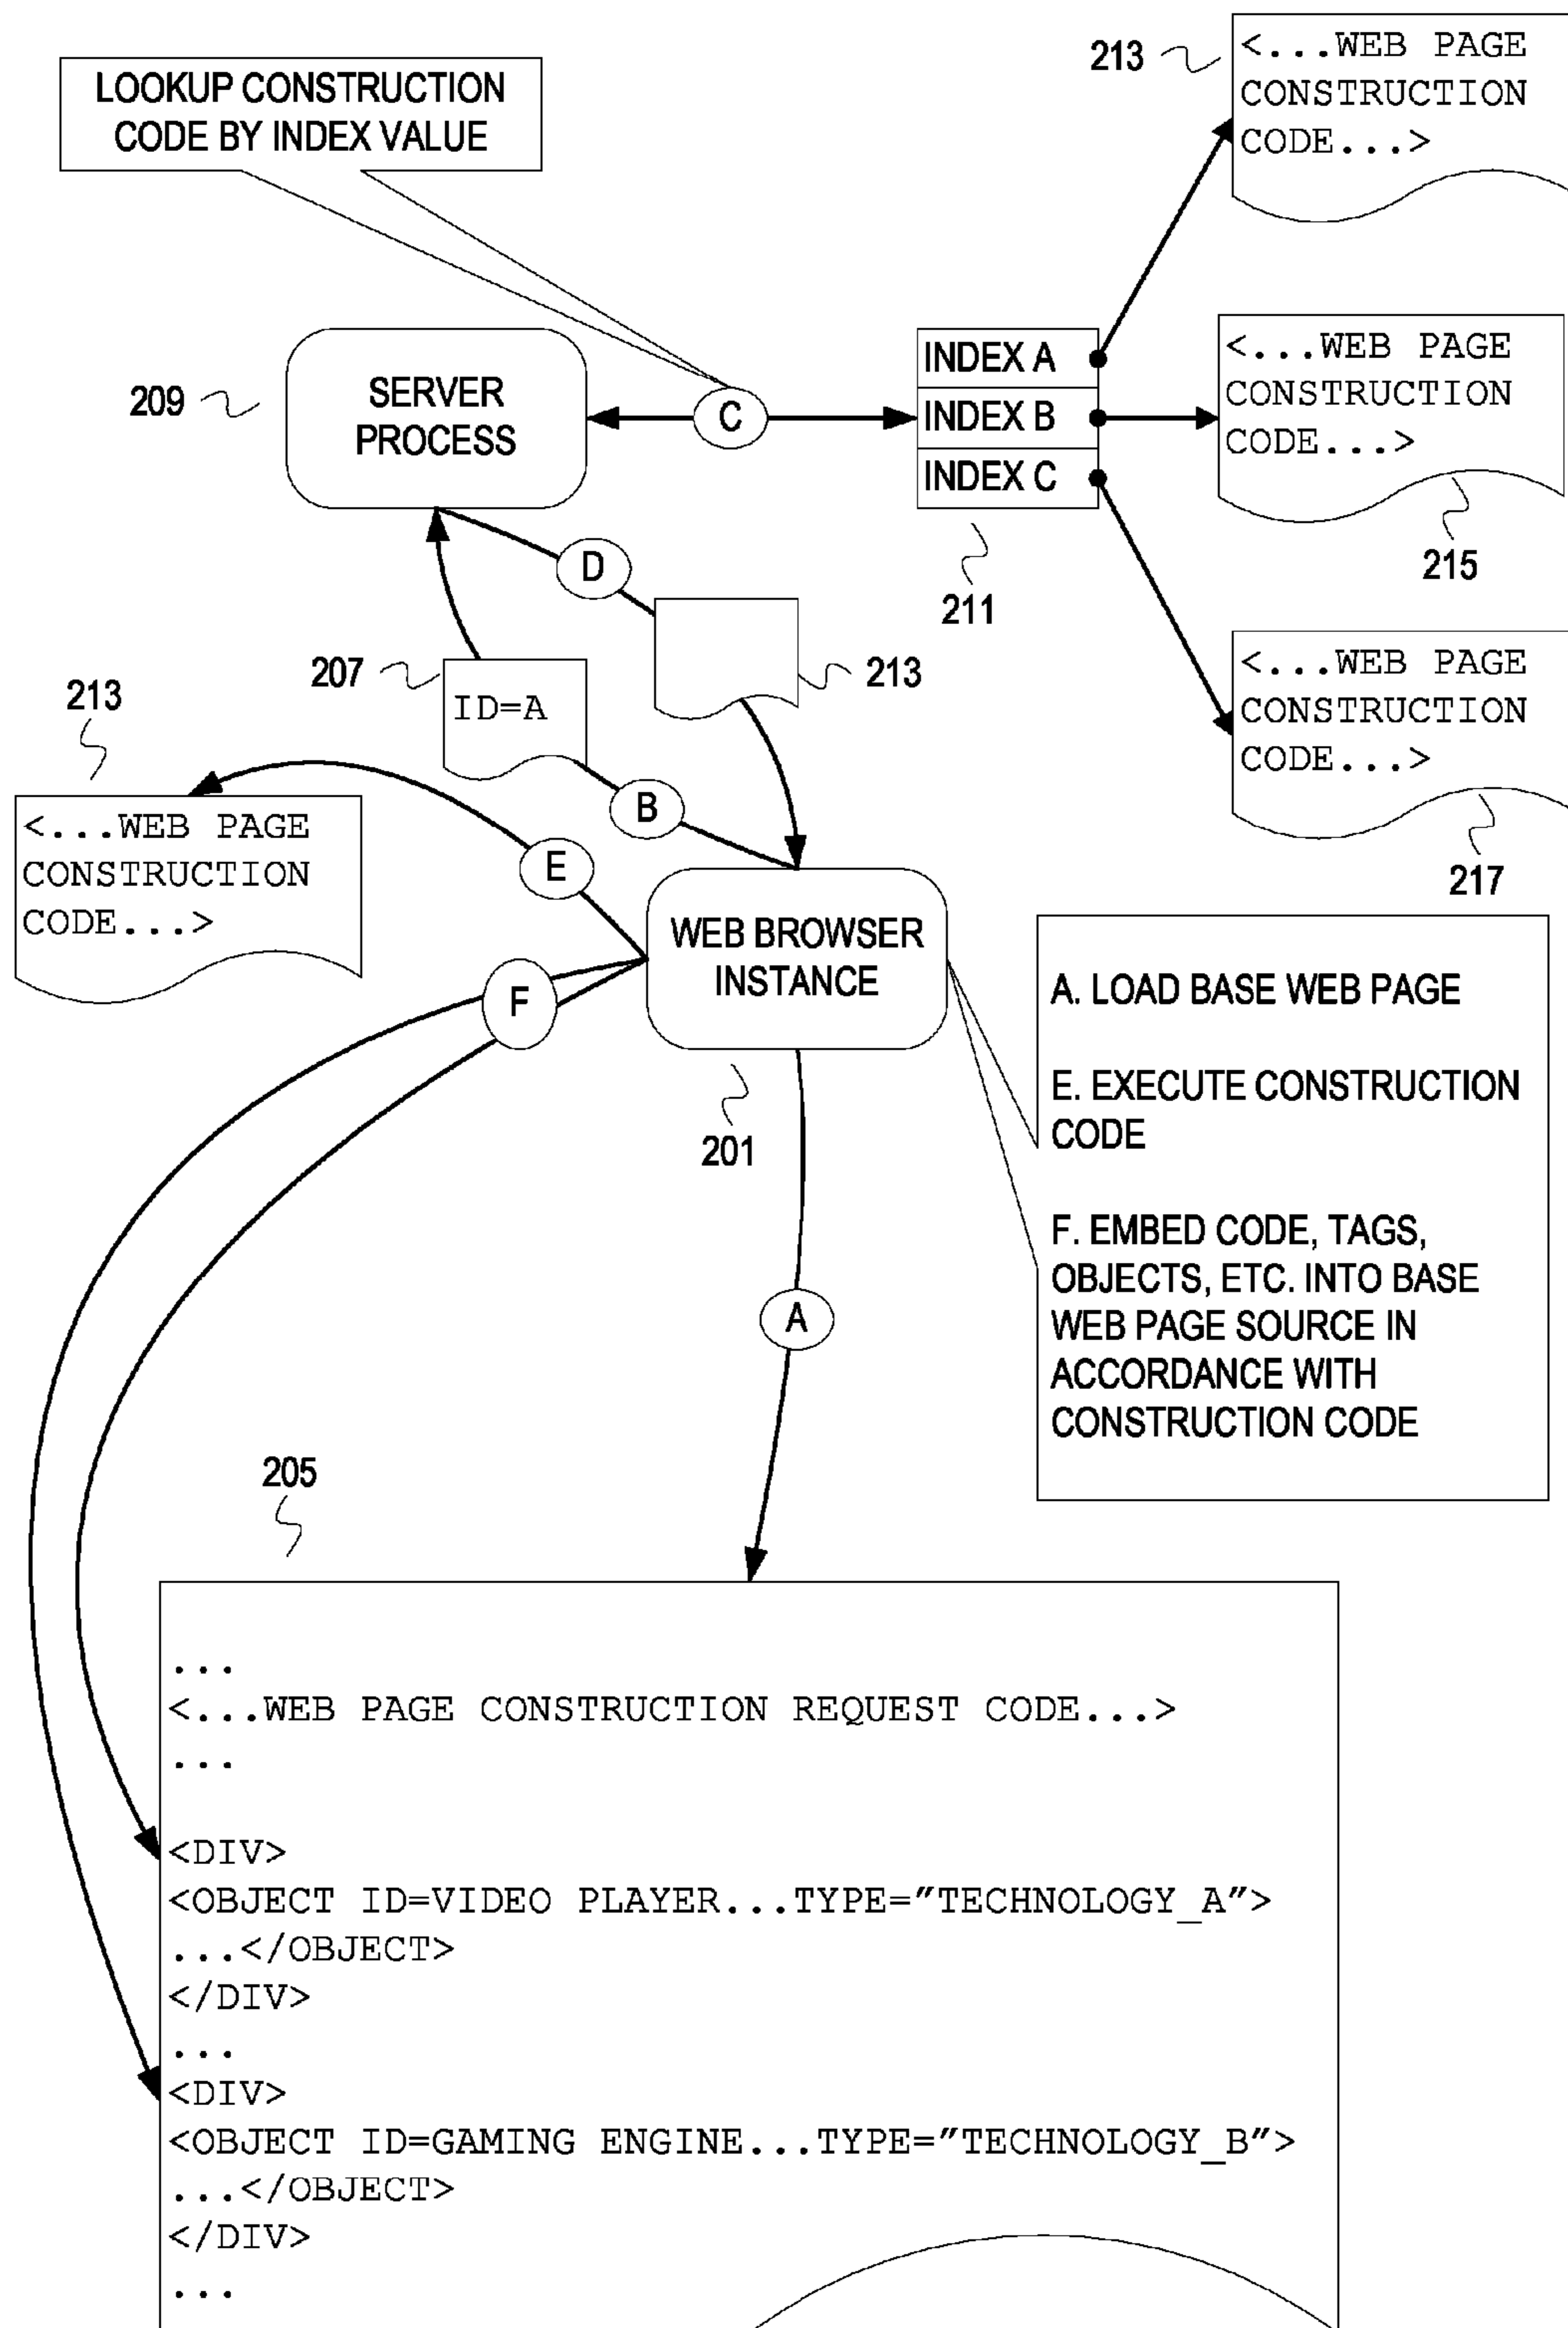 LOOKUP CONSTRUCTION
CODE BY INDEX VALUE
213
<...WEB PAGE
CONSTRUCTION
CODE...>
209
SERVER
PROCESS
C
INDEX A
INDEX B
INDEX C
211
<...WEB PAGE
CONSTRUCTION
CODE...>
215
<...WEB PAGE
CONSTRUCTION
CODE...>
217
D
213
207
ID=A
B
213
<...WEB PAGE
CONSTRUCTION
CODE...>
E
F
WEB BROWSER
INSTANCE
201
A. LOAD BASE WEB PAGE
E. EXECUTE CONSTRUCTION
CODE
F. EMBED CODE, TAGS,
OBJECTS, ETC. INTO BASE
WEB PAGE SOURCE IN
ACCORDANCE WITH
CONSTRUCTION CODE
A
205
...
<...WEB PAGE CONSTRUCTION REQUEST CODE...>
...
<DIV>
<OBJECT ID=VIDEO PLAYER...TYPE="TECHNOLOGY_A">
...</OBJECT>
</DIV>
...
<DIV>
<OBJECT ID=GAMING ENGINE...TYPE="TECHNOLOGY_B">
...</OBJECT>
</DIV>
...